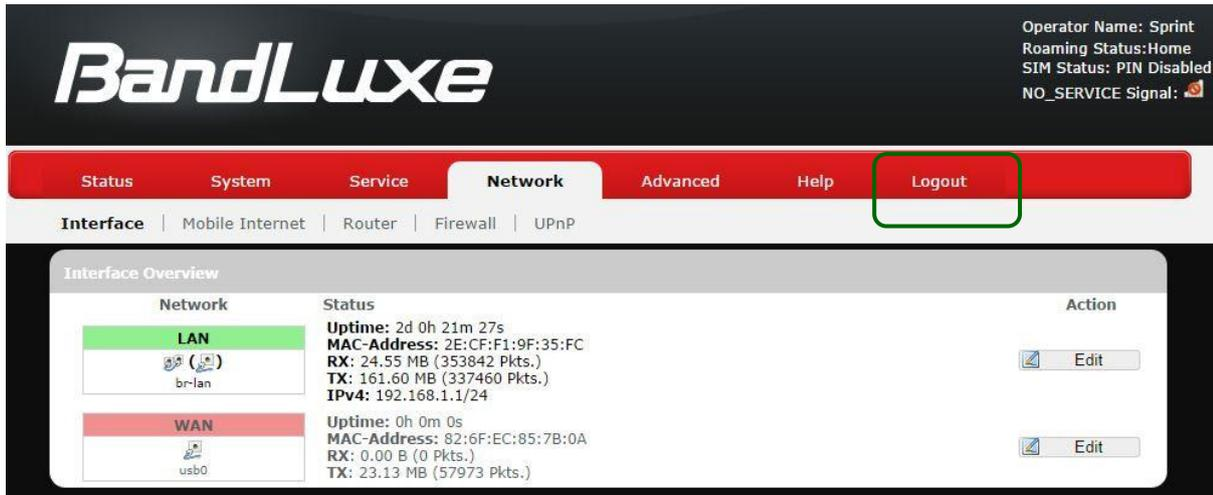 BandLuxe
Operator Name: Sprint
Roaming Status:Home
SIM Status: PIN Disabled
NO_SERVICE Signal:
Status System Service Network Advanced Help Logout
Interface | Mobile Internet | Router | Firewall | UPnP
Interface Overview
Network Status Action
LAN
br-lan
Uptime: 2d 0h 21m 27s
MAC-Address: 2E:CF:F1:9F:35:FC
RX: 24.55 MB (353842 Pkts.)
TX: 161.60 MB (337460 Pkts.)
IPv4: 192.168.1.1/24
Edit
WAN
usb0
Uptime: 0h 0m 0s
MAC-Address: 82:6F:EC:85:7B:0A
RX: 0.00 B (0 Pkts.)
TX: 23.13 MB (57973 Pkts.)
Edit